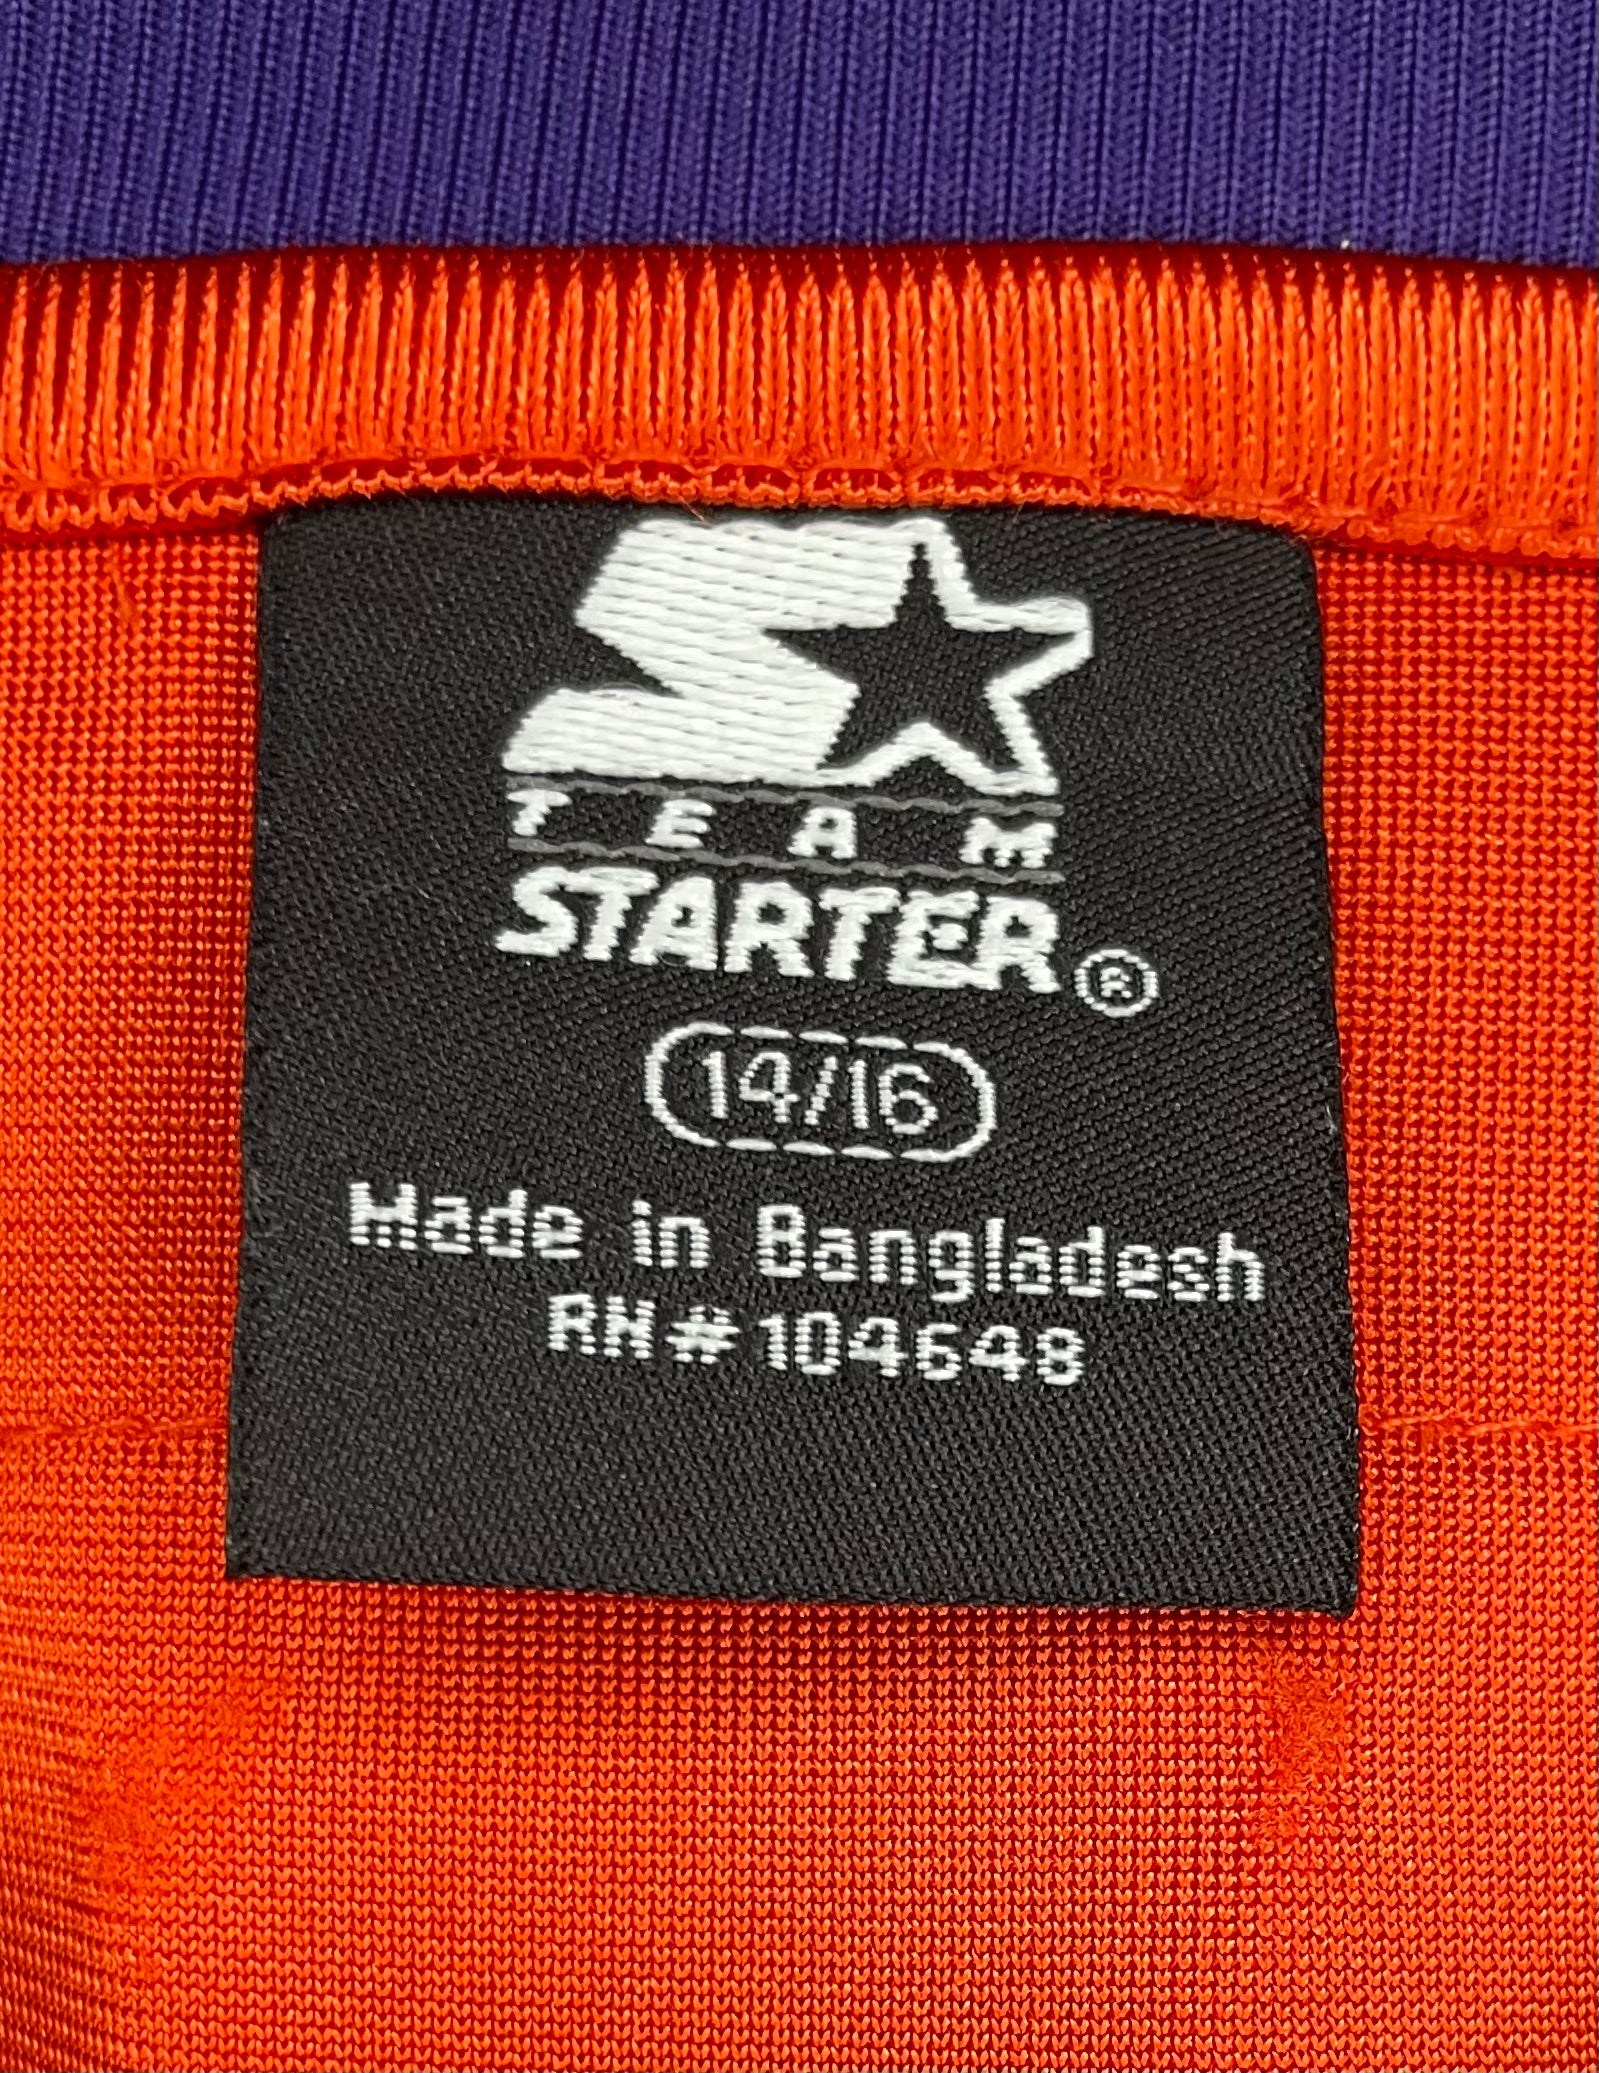 TEAM
STARTER®
14/16
Made in Bangladesh
RN#104648